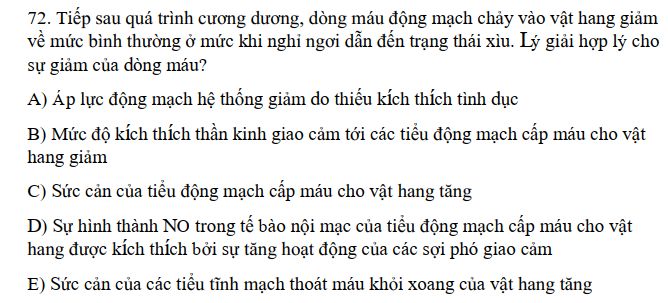 72. Tiếp sau quá trình cương dương, dòng máu động mạch chảy vào vật hang giảm
về mức bình thường ở mức khi nghỉ ngơi dẫn đến trạng thái xìu. Lý giải hợp lý cho
sự giảm của dòng máu?
A) Áp lực động mạch hệ thống giảm do thiếu kích thích tình dục
B) Mức độ kích thích thần kinh giao cảm tới các tiểu động mạch cấp máu cho vật
hang giảm
C) Sức cản của tiểu động mạch cấp máu cho vật hang tăng
D) Sự hình thành NO trong tế bào nội mạc của tiểu động mạch cấp máu cho vật
hang được kích thích bởi sự tăng hoạt động của các sợi phó giao cảm
E) Sức cản của các tiểu tĩnh mạch thoát máu khỏi xoang của vật hang tăng